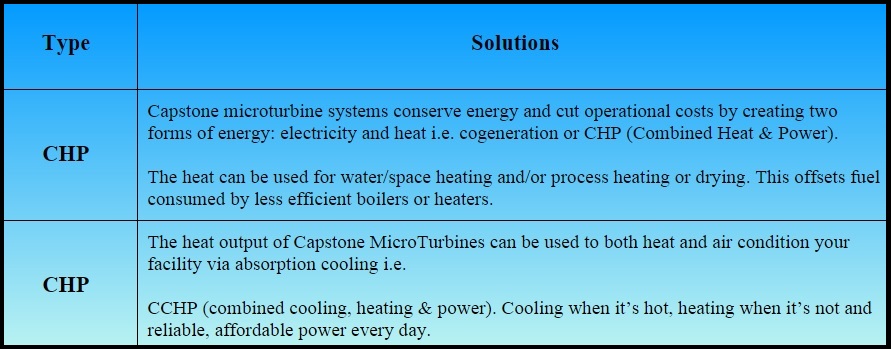 Type
Solutions
CHP
Capstone microturbine systems conserve energy and cut operational costs by creating two
forms of energy: electricity and heat i.e. cogeneration or CHP (Combined Heat & Power).
The heat can be used for water/space heating and/or process heating or drying. This offsets fuel
consumed by less efficient boilers or heaters.
CHP
The heat output of Capstone MicroTurbines can be used to both heat and air condition your
facility via absorption cooling i.e.
CCHP (combined cooling, heating & power). Cooling when it’s hot, heating when it’s not and
reliable, affordable power every day.